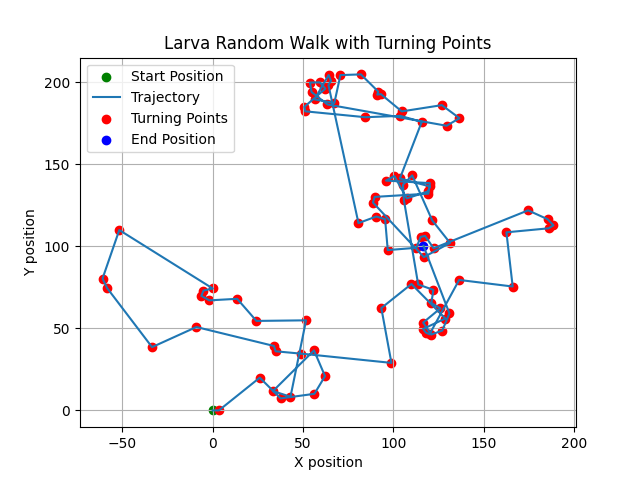 Larva Random Walk with Turning Points
Start Position
Trajectory
Turning Points
End Position
200
150
100
50
0
Y position
−50
0
50
100
150
200
X position